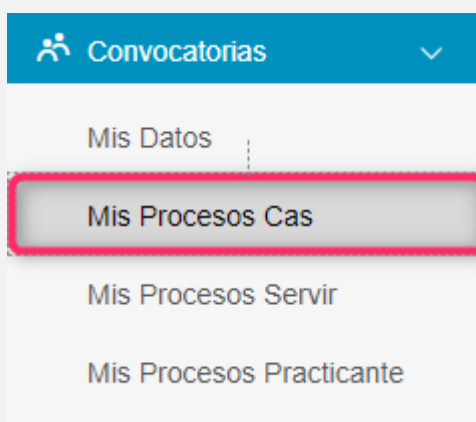 Convocatorias
Mis Datos
Mis Procesos Cas
Mis Procesos Servir
Mis Procesos Practicante